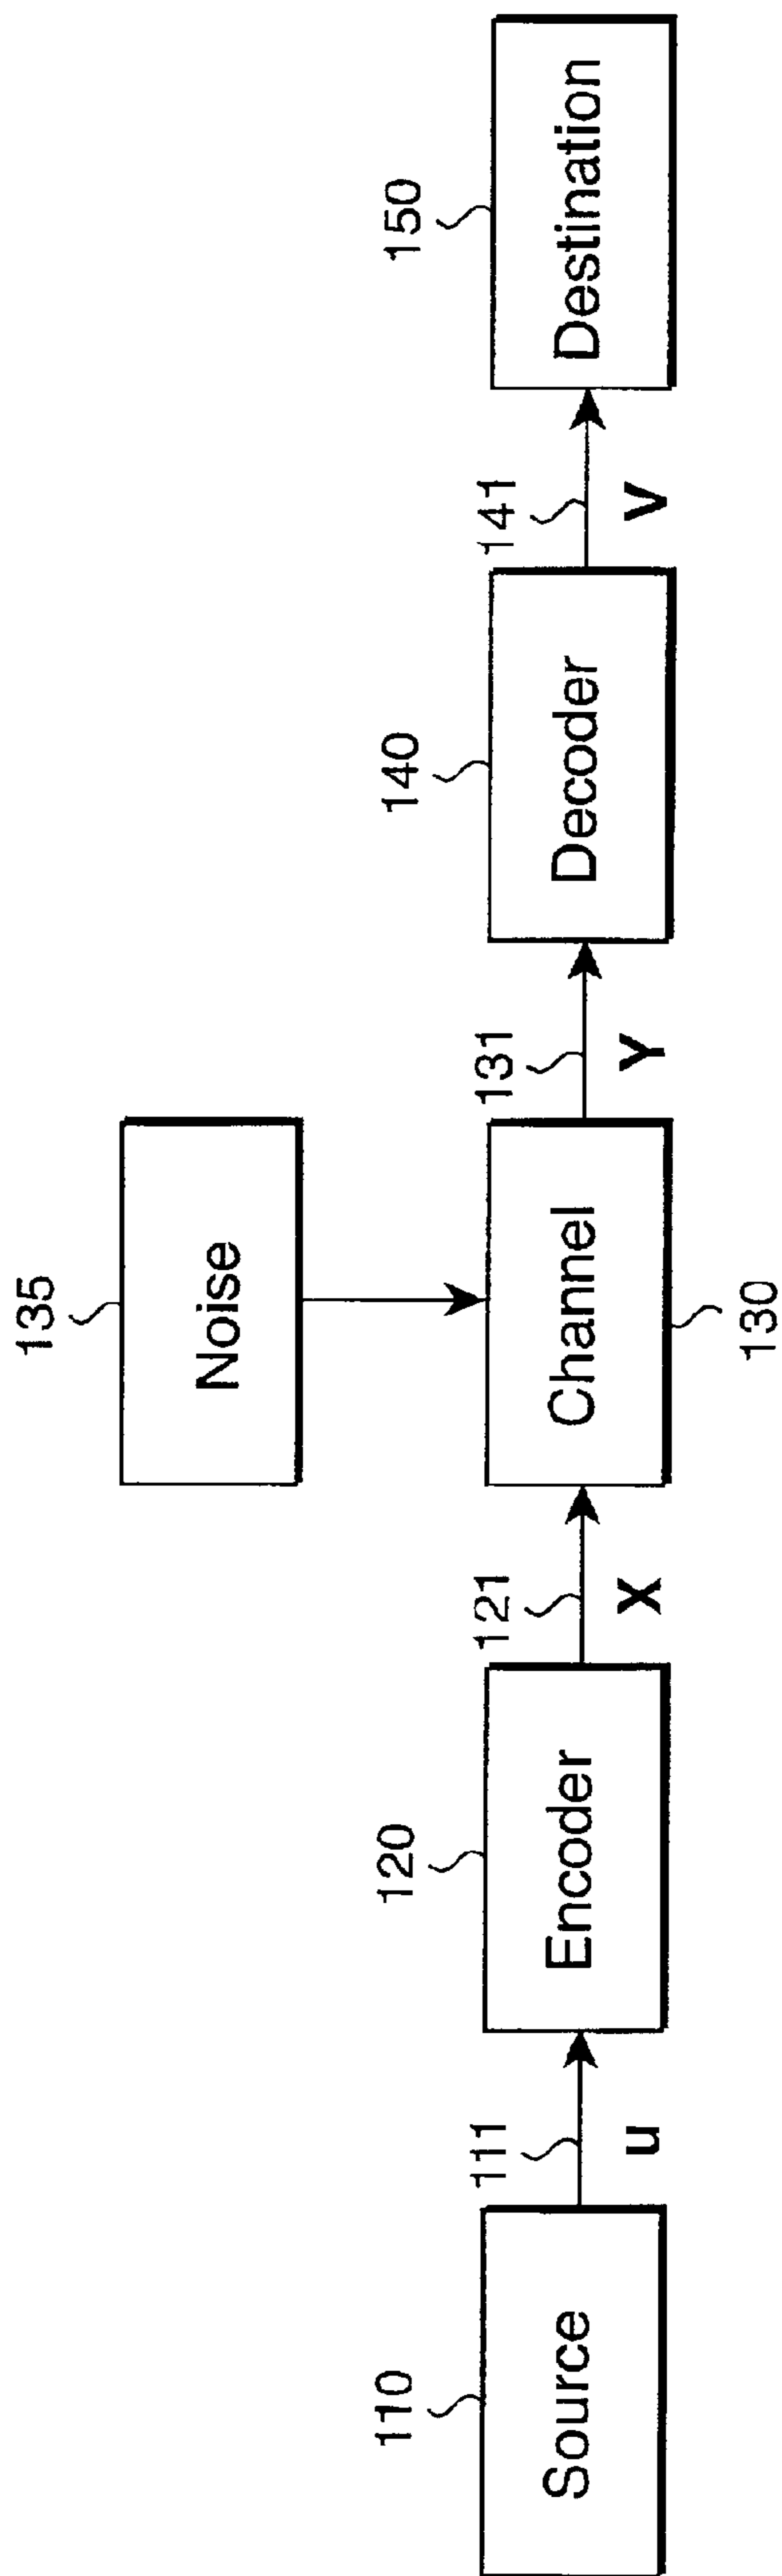 135
Noise
110
Source
111
u
120
Encoder
121
X
Channel
130
131
Y
140
Decoder
141
V
150
Destination